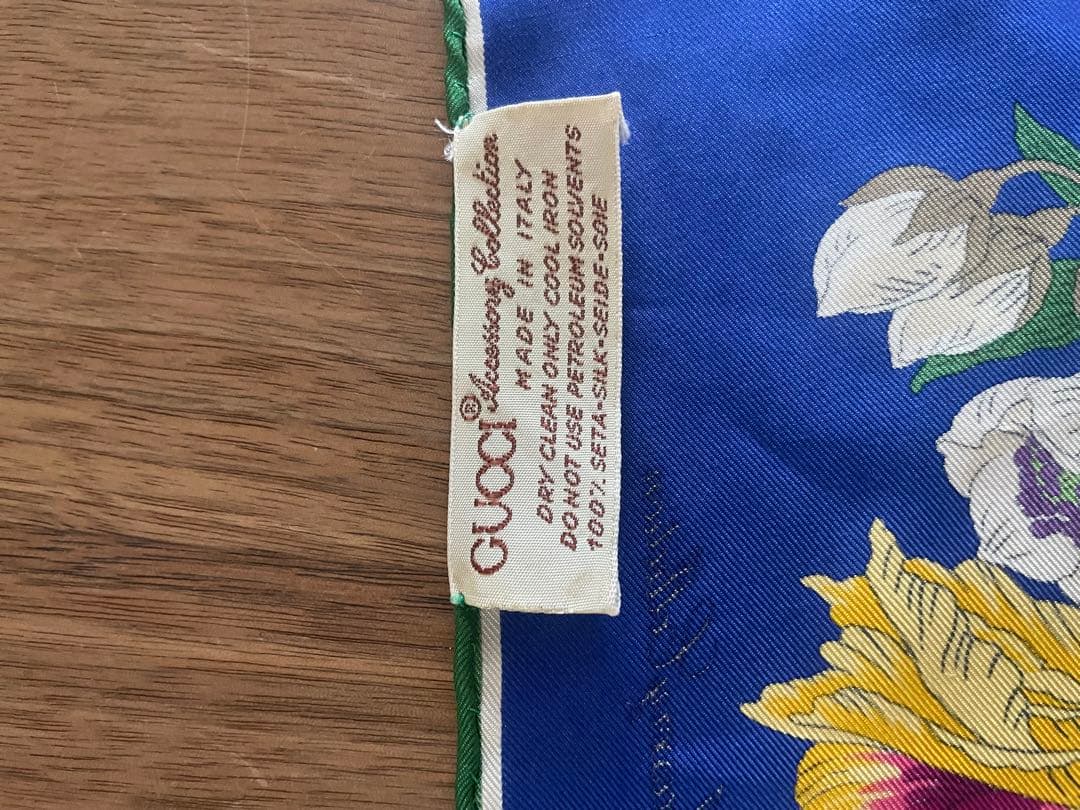 GUCCI® Accessory Collection
MADE IN ITALY
DRY CLEAN ONLY COOL IRON
DO NOT USE PETROLEUM SOLVENTS
100% SETA-SILK-SEIDE-SOIE